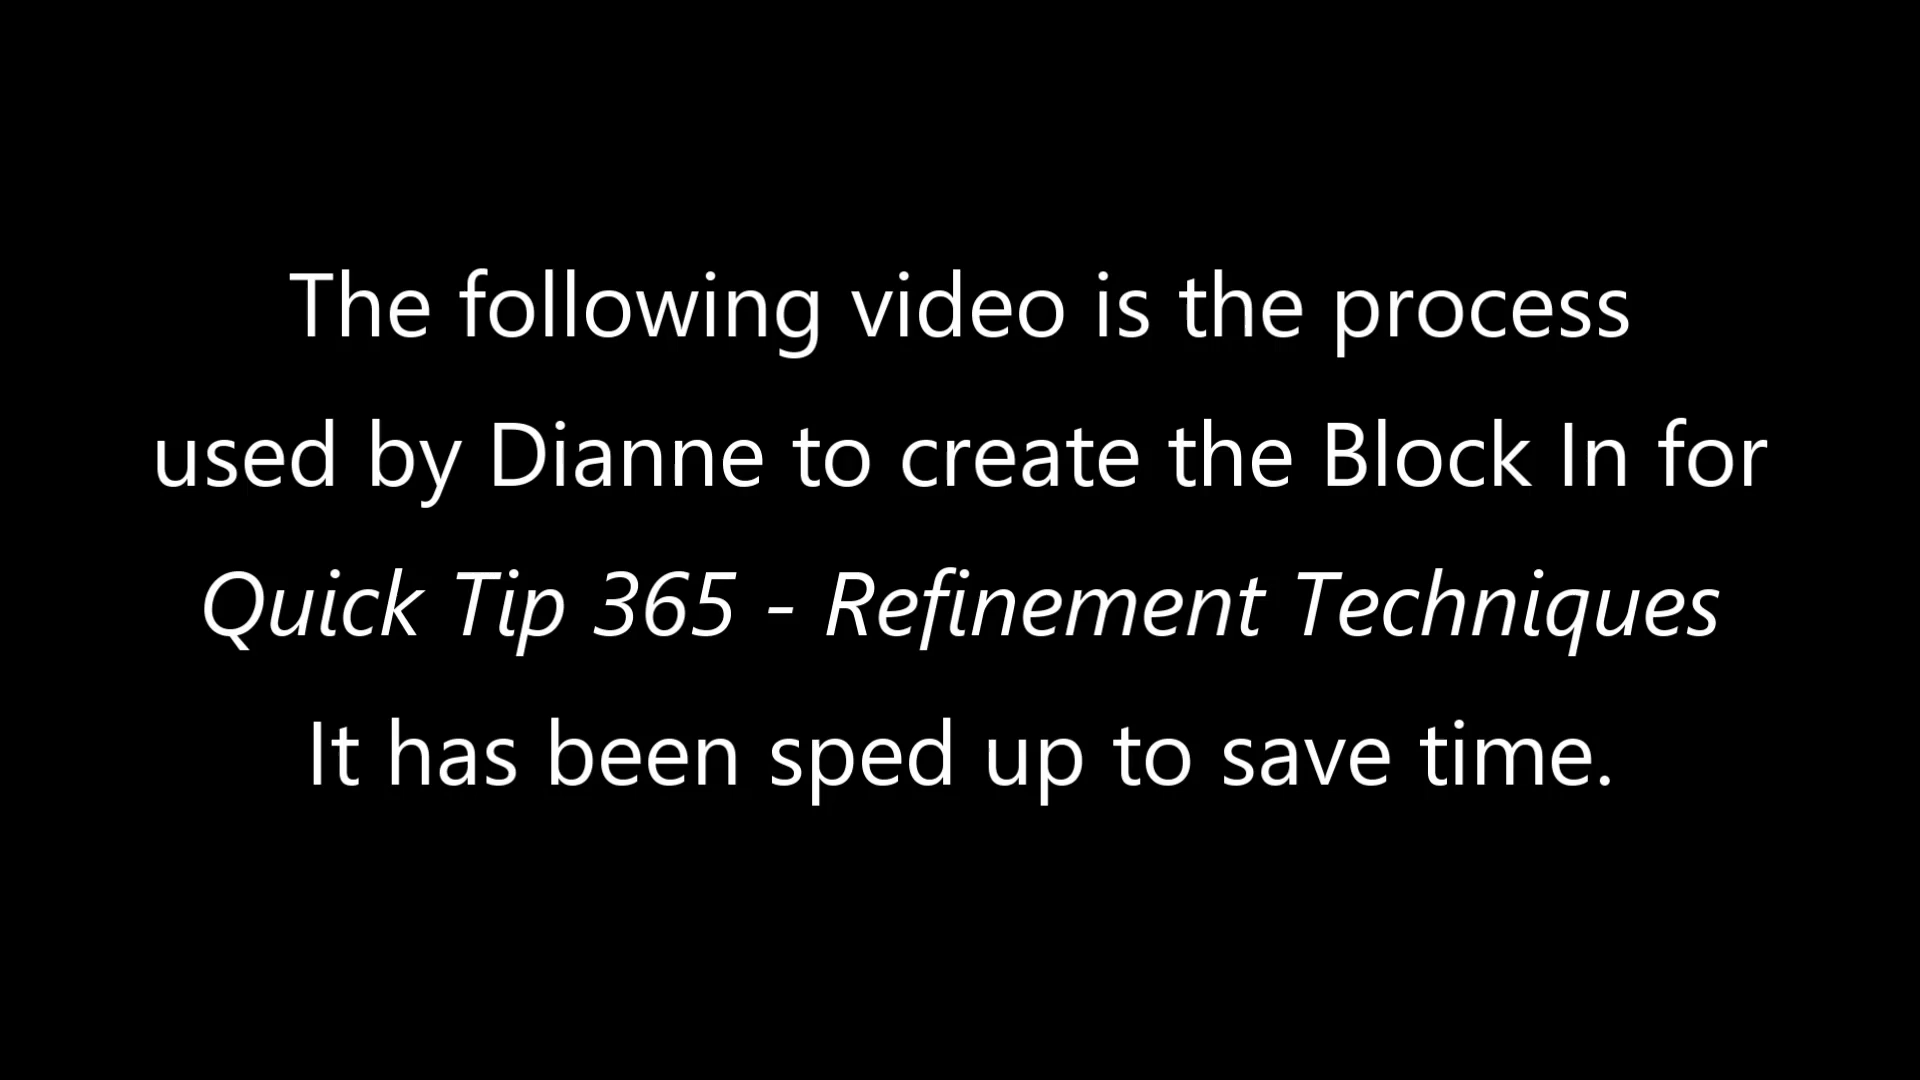 The following video is the process
used by Dianne to create the Block In for
Quick Tip 365 - Refinement Techniques
It has been sped up to save time.